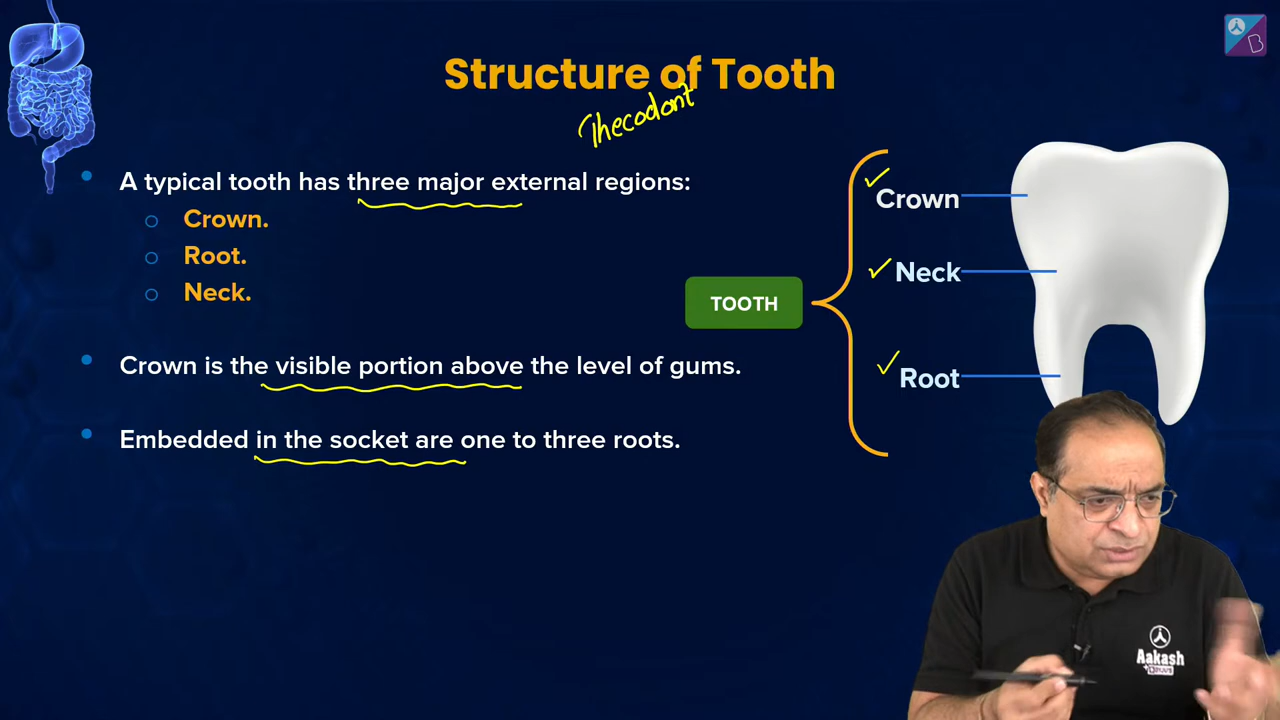 Structure of Tooth
Thecodont
A typical tooth has three major external regions:
Crown.
Root.
Neck.
Crown is the visible portion above the level of gums.
Embedded in the socket are one to three roots.
TOOTH
Crown
Neck
Root
Aakash